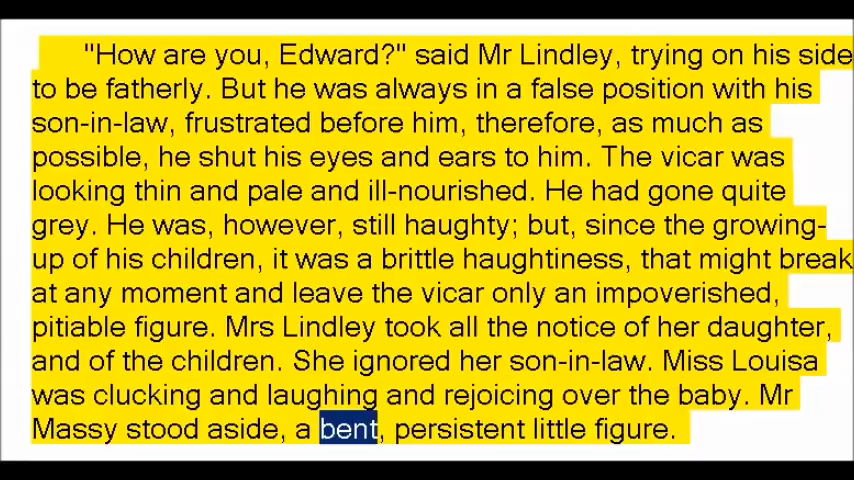 "How are you, Edward?" said Mr Lindley, trying on his side
to be fatherly. But he was always in a false position with his
son-in-law, frustrated before him, therefore, as much as
possible, he shut his eyes and ears to him. The vicar was
looking thin and pale and ill-nourished. He had gone quite
grey. He was, however, still haughty; but, since the growing-
up of his children, it was a brittle haughtiness, that might break
at any moment and leave the vicar only an impoverished,
pitiable figure. Mrs Lindley took all the notice of her daughter,
and of the children. She ignored her son-in-law. Miss Louisa
was clucking and laughing and rejoicing over the baby. Mr
Massy stood aside, a bent, persistent little figure.